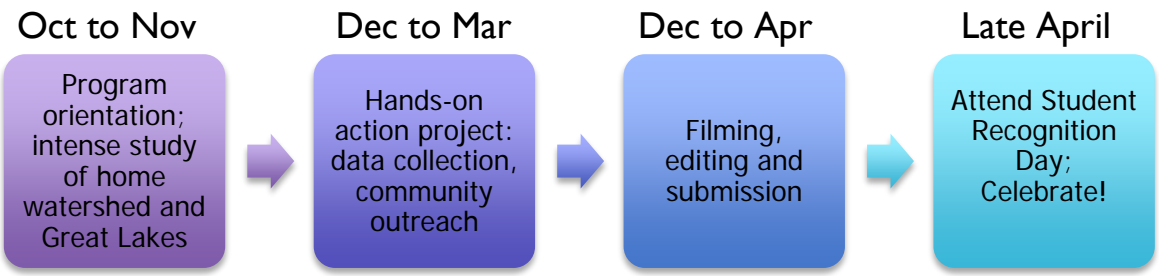 Oct to Nov
Program
orientation;
intense study
of home
watershed and
Great Lakes
Dec to Mar
Hands-on
action project:
data collection,
community
outreach
Dec to Apr
Filming,
editing and
submission
Late April
Attend Student
Recognition
Day;
Celebrate!